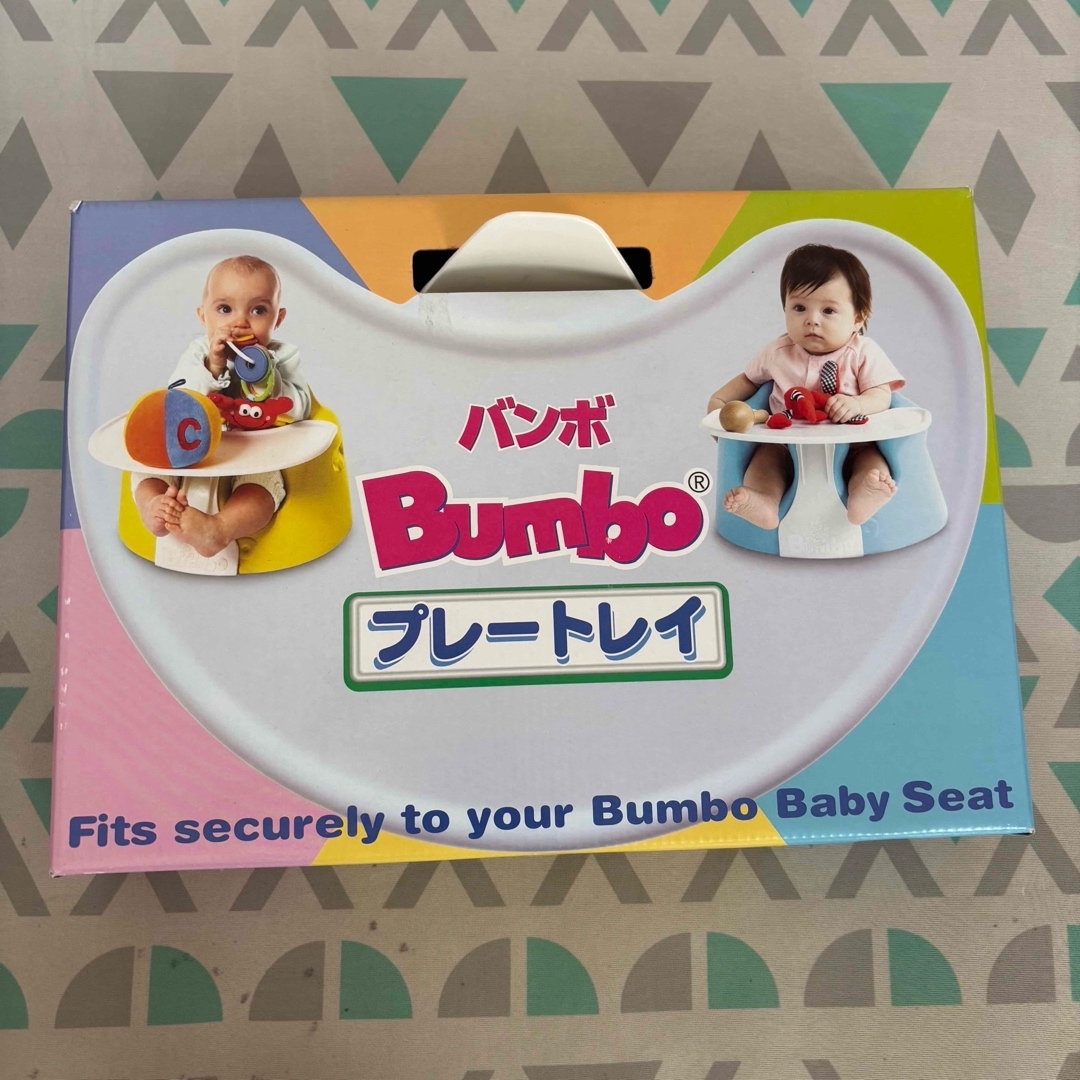 C
バンボ
Bumbo®
プレートレイ
Fits securely to your Bumbo Baby Seat